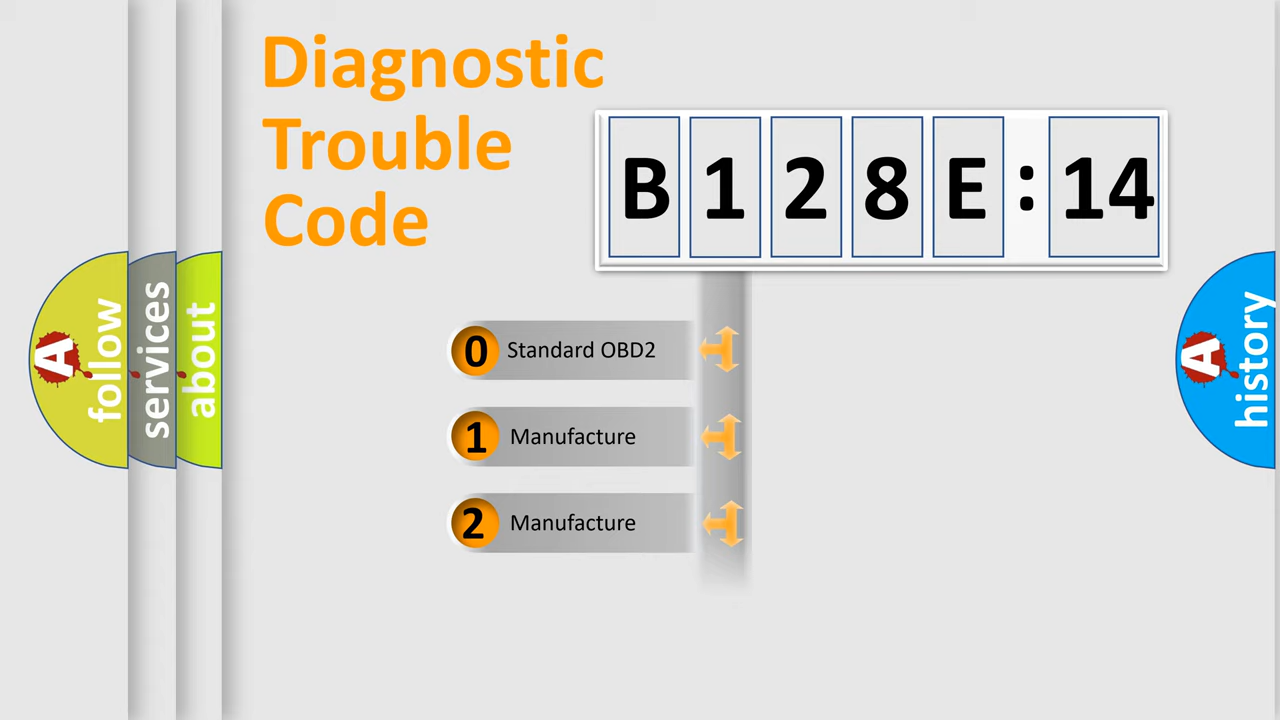 Diagnostic
Trouble
Code
B 1 2 8 E : 14
0 Standard OBD2
1 Manufacture
2 Manufacture
A follow
services
about
A history